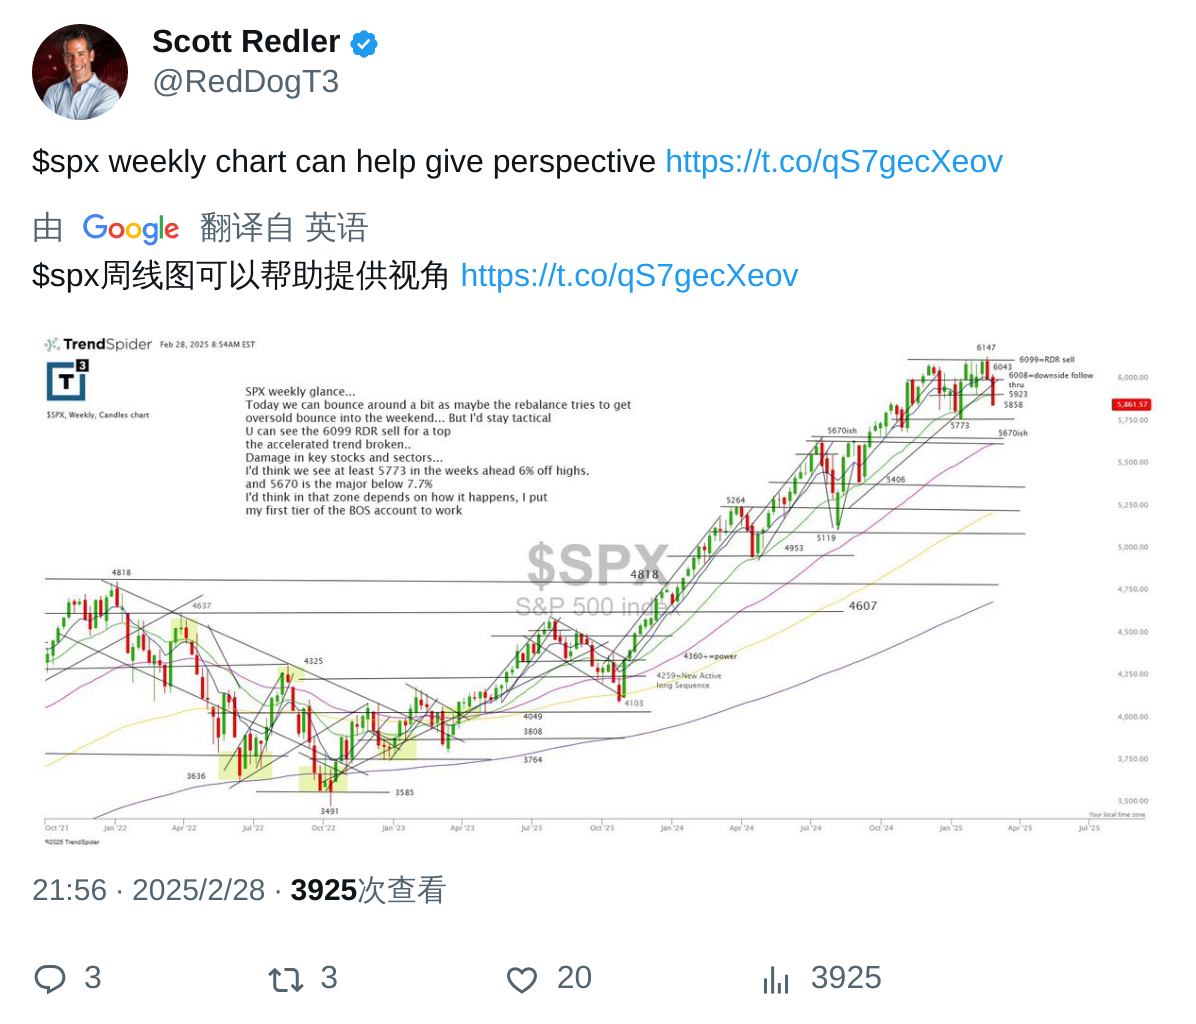 Scott Redler
@RedDogT3
$spx weekly chart can help give perspective https://t.co/qS7gecXeov
由 Google 翻译自 英语
$spx周线图可以帮助提供视角 https://t.co/qS7gecXeov
TrendSpider Feb 28, 2025 8:54AM EST
T3
$SPX, Weekly, Candles chart
SPX weekly glance...
Today we can bounce around a bit as maybe the rebalance tries to get
oversold bounce into the weekend... But I'd stay tactical
U can see the 6099 RDR sell for a top
the accelerated trend broken..
Damage in key stocks and sectors...
I'd think we see at least 5773 in the weeks ahead 6% off highs.
and 5670 is the major below 7.7%
I'd think in that zone depends on how it happens, I put
my first tier of the BOS account to work
6147
6099=RDR sell
6043
6008=downside follow
thru
5923
5858
5773
5670ish
5670ish
5406
5264
5119
4953
$SPX
S&P 500 index
4818
4818
4637
4607
4325
4360+=power
4259=New Active
long Sequence
4103
4049
3808
3764
3636
3585
3491
6,000.00
5,861.57
5,750.00
5,500.00
5,250.00
5,000.00
4,750.00
4,500.00
4,250.00
4,000.00
3,750.00
3,500.00
Your local time zone
Oct '21 Jan '22 Apr '22 Jul '22 Oct '22 Jan '23 Apr '23 Jul '23 Oct '23 Jan '24 Apr '24 Jul '24 Oct '24 Jan '25 Apr '25 Jul '25
©2025 TrendSpider
21:56 · 2025/2/28 · 3925次查看
3 3 20 3925